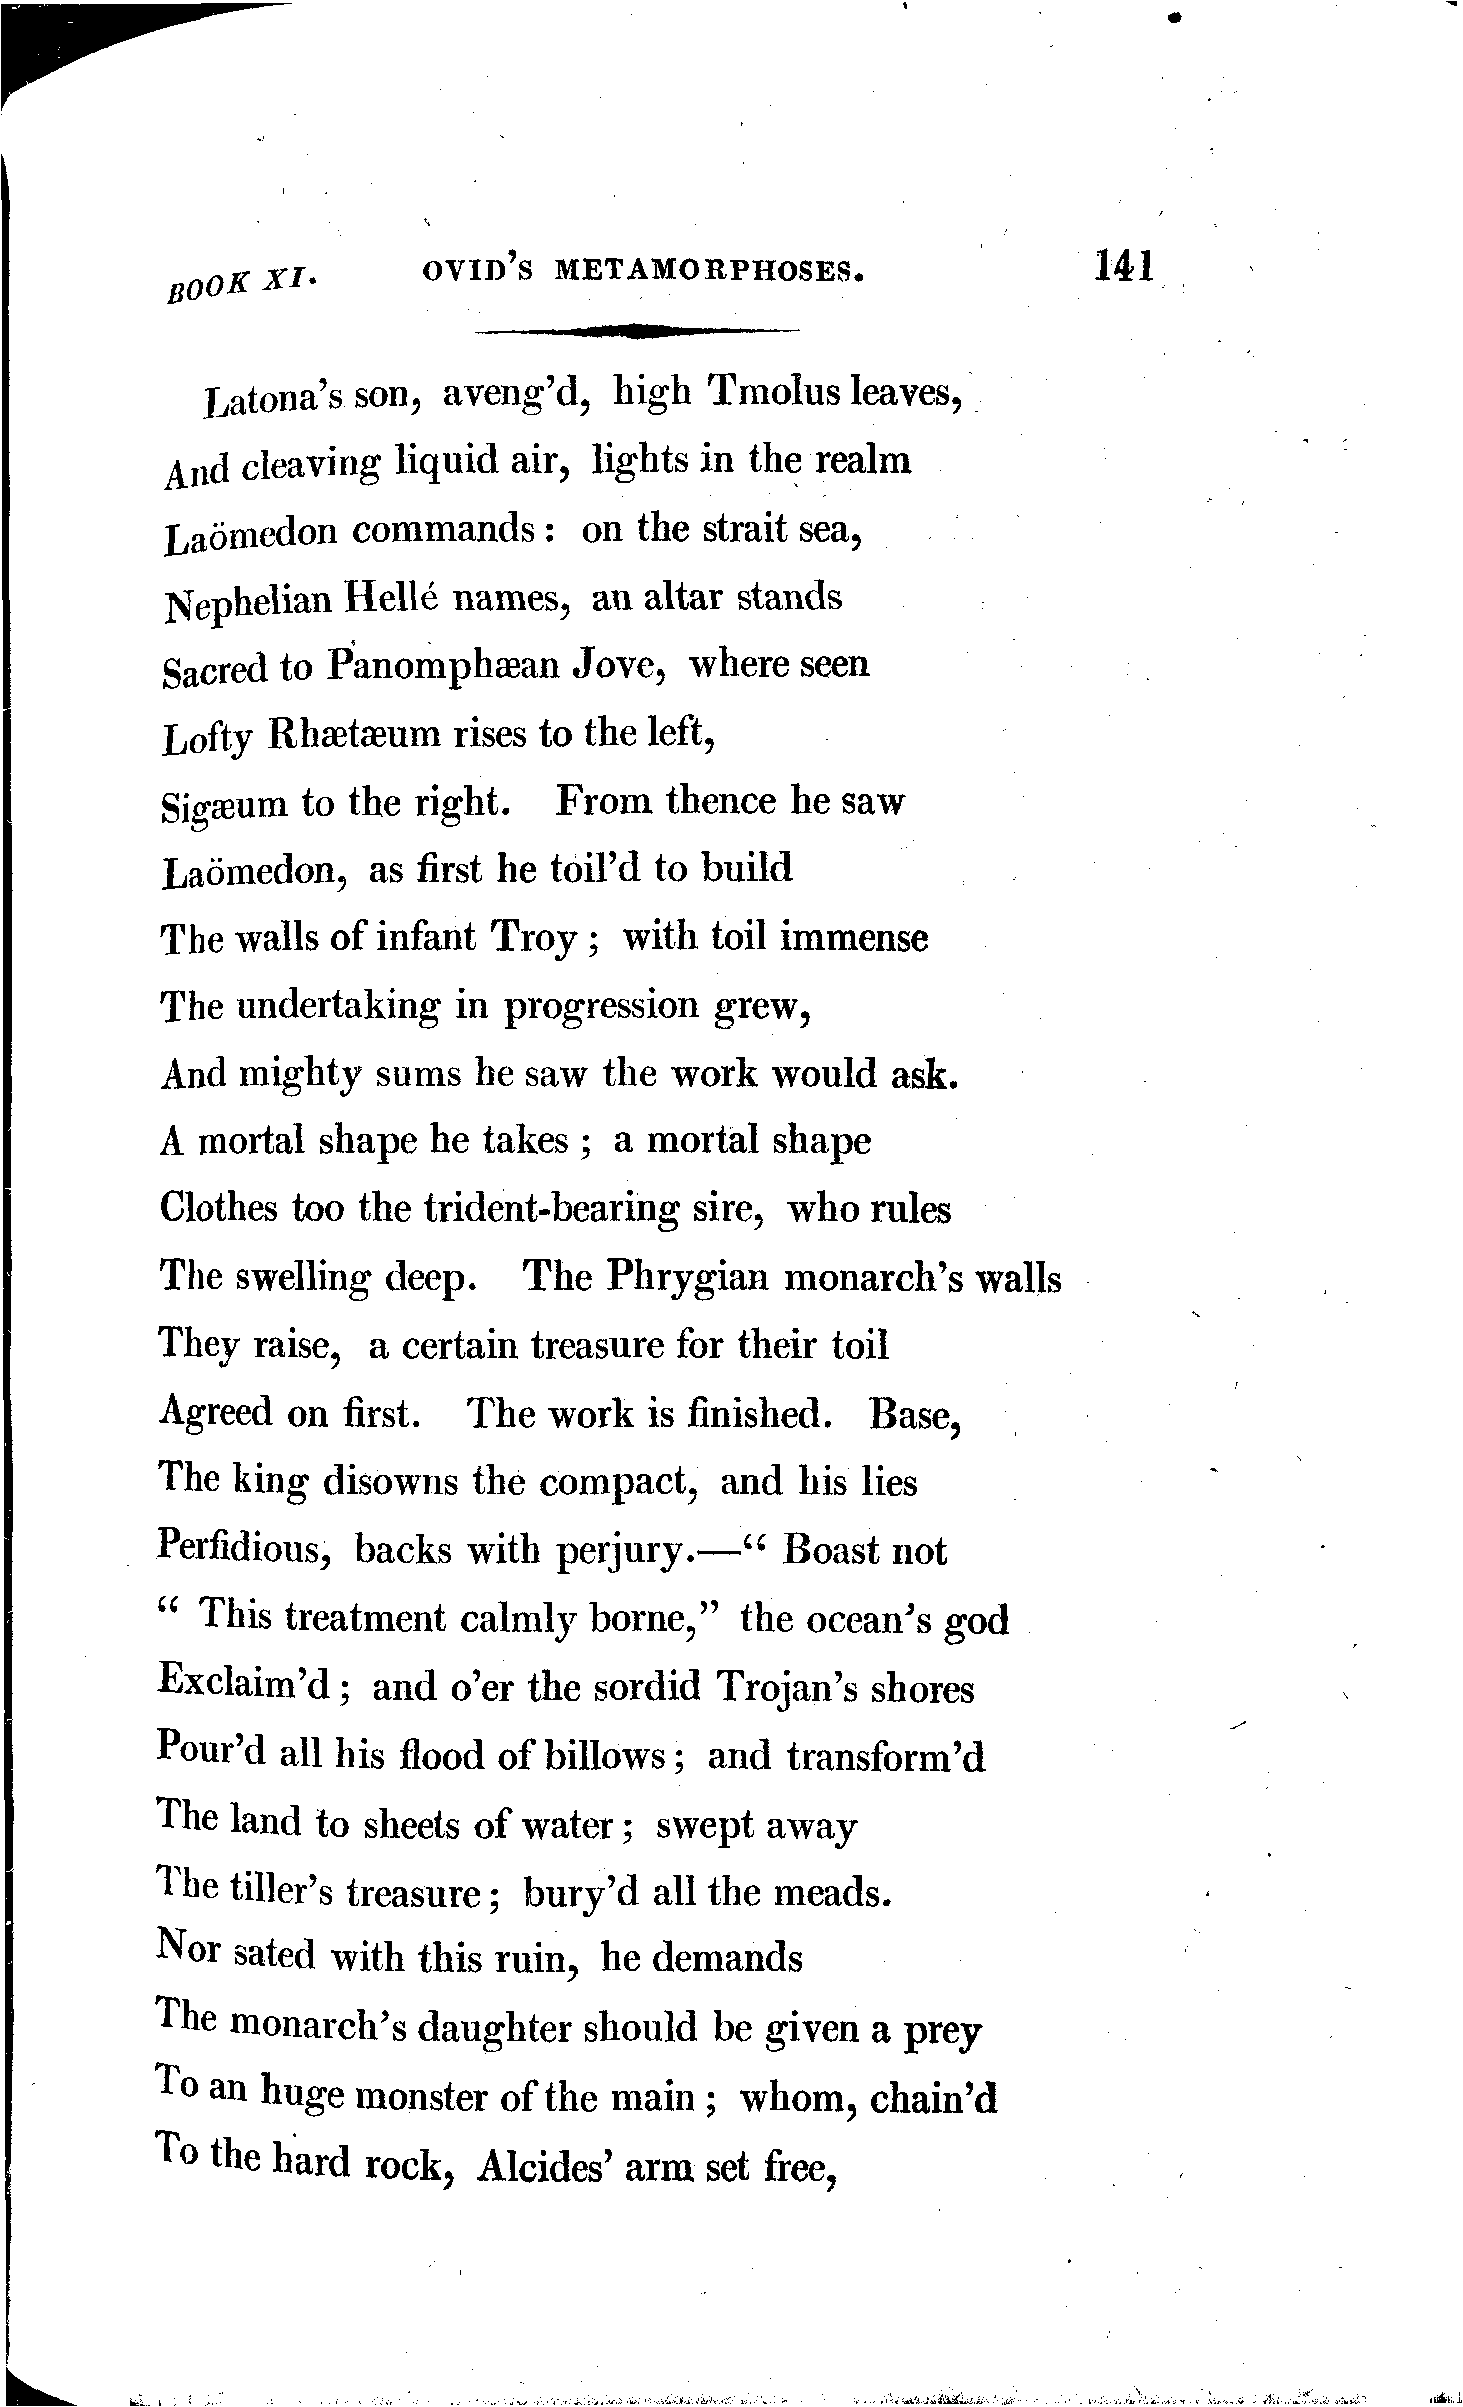 BOOK XI. OVID'S METAMORPHOSES. 141
Latona's son, aveng'd, high Tmolus leaves,
And cleaving liquid air, lights in the realm
Laömedon commands: on the strait sea,
Nephelian Hellé names, an altar stands
Sacred to Panomphæan Jove, where seen
Lofty Rhætæum rises to the left,
Sigæum to the right. From thence he saw
Laömedon, as first he toil'd to build
The walls of infant Troy; with toil immense
The undertaking in progression grew,
And mighty sums he saw the work would ask.
A mortal shape he takes; a mortal shape
Clothes too the trident-bearing sire, who rules
The swelling deep. The Phrygian monarch's walls
They raise, a certain treasure for their toil
Agreed on first. The work is finished. Base,
The king disowns the compact, and his lies
Perfidious, backs with perjury.—“ Boast not
“ This treatment calmly borne,” the ocean's god
Exclaim'd; and o'er the sordid Trojan's shores
Pour'd all his flood of billows; and transform'd
The land to sheets of water; swept away
The tiller's treasure; bury'd all the meads.
Nor sated with this ruin, he demands
The monarch's daughter should be given a prey
To an huge monster of the main; whom, chain'd
To the hard rock, Alcides' arm set free,